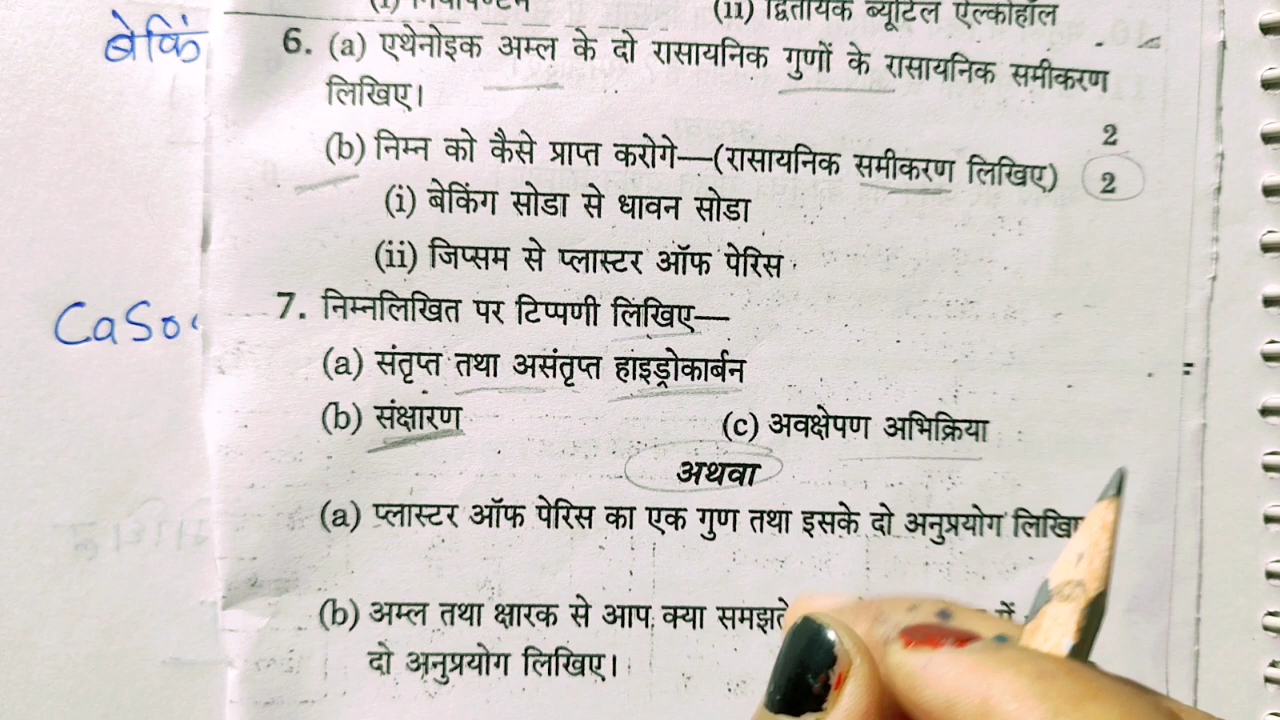 (ii) द्वितीयक ब्यूटिल ऐल्कोहॉल
बेकिं
6. (a) एथेनोइक अम्ल के दो रासायनिक गुणों के रासायनिक समीकरण
लिखिए।
2
(b) निम्न को कैसे प्राप्त करोगे—(रासायनिक समीकरण लिखिए) 2
(i) बेकिंग सोडा से धावन सोडा
(ii) जिप्सम से प्लास्टर ऑफ पेरिस
CaSo
7. निम्नलिखित पर टिप्पणी लिखिए—
(a) संतृप्त तथा असंतृप्त हाइड्रोकार्बन
(b) संक्षारण (c) अवक्षेपण अभिक्रिया
अथवा
(a) प्लास्टर ऑफ पेरिस का एक गुण तथा इसके दो अनुप्रयोग
(b) अम्ल तथा क्षारक से आप क्या में
दो अनुप्रयोग लिखिए।